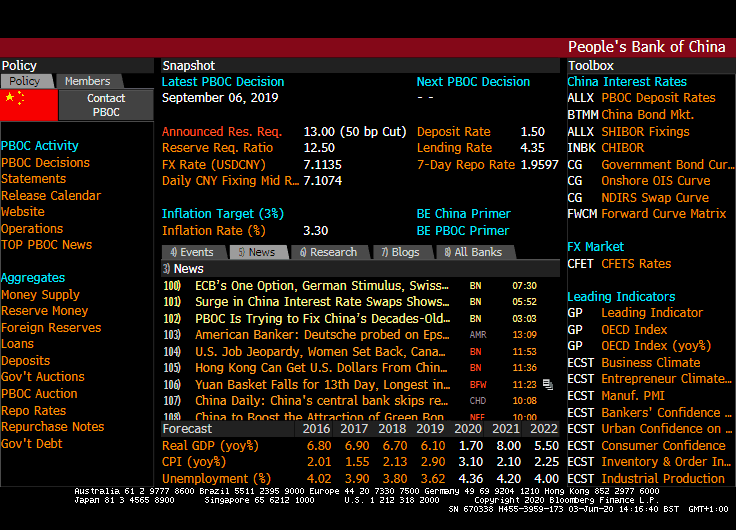 People's Bank of China
Policy
Policy Members
Contact
PBOC
PBOC Activity
PBOC Decisions
Statements
Release Calendar
Website
Operations
TOP PBOC News
Aggregates
Money Supply
Reserve Money
Foreign Reserves
Loans
Deposits
Gov't Auctions
PBOC Auction
Repo Rates
Repurchase Notes
Gov't Debt
Snapshot
Latest PBOC Decision Next PBOC Decision
September 06, 2019 - -
Announced Res. Req. 13.00 (50 bp Cut) Deposit Rate 1.50
Reserve Req. Ratio 12.50 Lending Rate 4.35
FX Rate (USDCNY) 7.1135 7-Day Repo Rate 1.9597
Daily CNY Fixing Mid R... 7.1074
Inflation Target (3%) BE China Primer
Inflation Rate (%) 3.30 BE PBOC Primer
4) Events 5) News 6) Research 7) Blogs 8) All Banks
3) News
100) ECB's One Option, German Stimulus, Swiss... BN 07:30
101) Surge in China Interest Rate Swaps Shows... BN 05:52
102) PBOC Is Trying to Fix China's Decades-Old... BN 03:03
103) American Banker: Deutsche probed on Eps... AMR 13:09
104) U.S. Job Jeopardy, Women Set Back, Cana... BN 11:53
105) Hong Kong Can Get U.S. Dollars From Chin... BN 11:36
106) Yuan Basket Falls for 13th Day, Longest in... BFW 11:23
107) China Daily: China's central bank skips re... CHD 10:08
108) China to Boost the Attraction of Green Bon... NFF 10:00
Forecast 2016 2017 2018 2019 2020 2021 2022
Real GDP (yoy%) 6.80 6.90 6.70 6.10 1.70 8.00 5.50
CPI (yoy%) 2.01 1.55 2.13 2.90 3.10 2.10 2.25
Unemployment (%) 4.02 3.90 3.80 3.62 4.36 4.20 4.00
Toolbox
China Interest Rates
ALLX PBOC Deposit Rates
BTMM China Bond Mkt.
ALLX SHIBOR Fixings
INBK CHIBOR
CG Government Bond Cur...
CG Onshore OIS Curve
CG NDIRS Swap Curve
FWCM Forward Curve Matrix
FX Market
CFET CFETS Rates
Leading Indicators
GP Leading Indicator
GP OECD Index
GP OECD Index (yoy%)
ECST Business Climate
ECST Entrepreneur Climate...
ECST Manuf. PMI
ECST Bankers' Confidence ...
ECST Urban Confidence on ...
ECST Consumer Confidence
ECST Inventory & Order In...
ECST Industrial Production
Australia 61 2 9777 8600 Brazil 5511 2395 9000 Europe 44 20 7330 7500 Germany 49 69 9204 1210 Hong Kong 852 2977 6000
Japan 81 3 4565 8900 Singapore 65 6212 1000 U.S. 1 212 318 2000 Copyright 2020 Bloomberg Finance L.P.
SN 670338 H455-3959-173 03-Jun-20 14:16:40 BST GMT+1:00